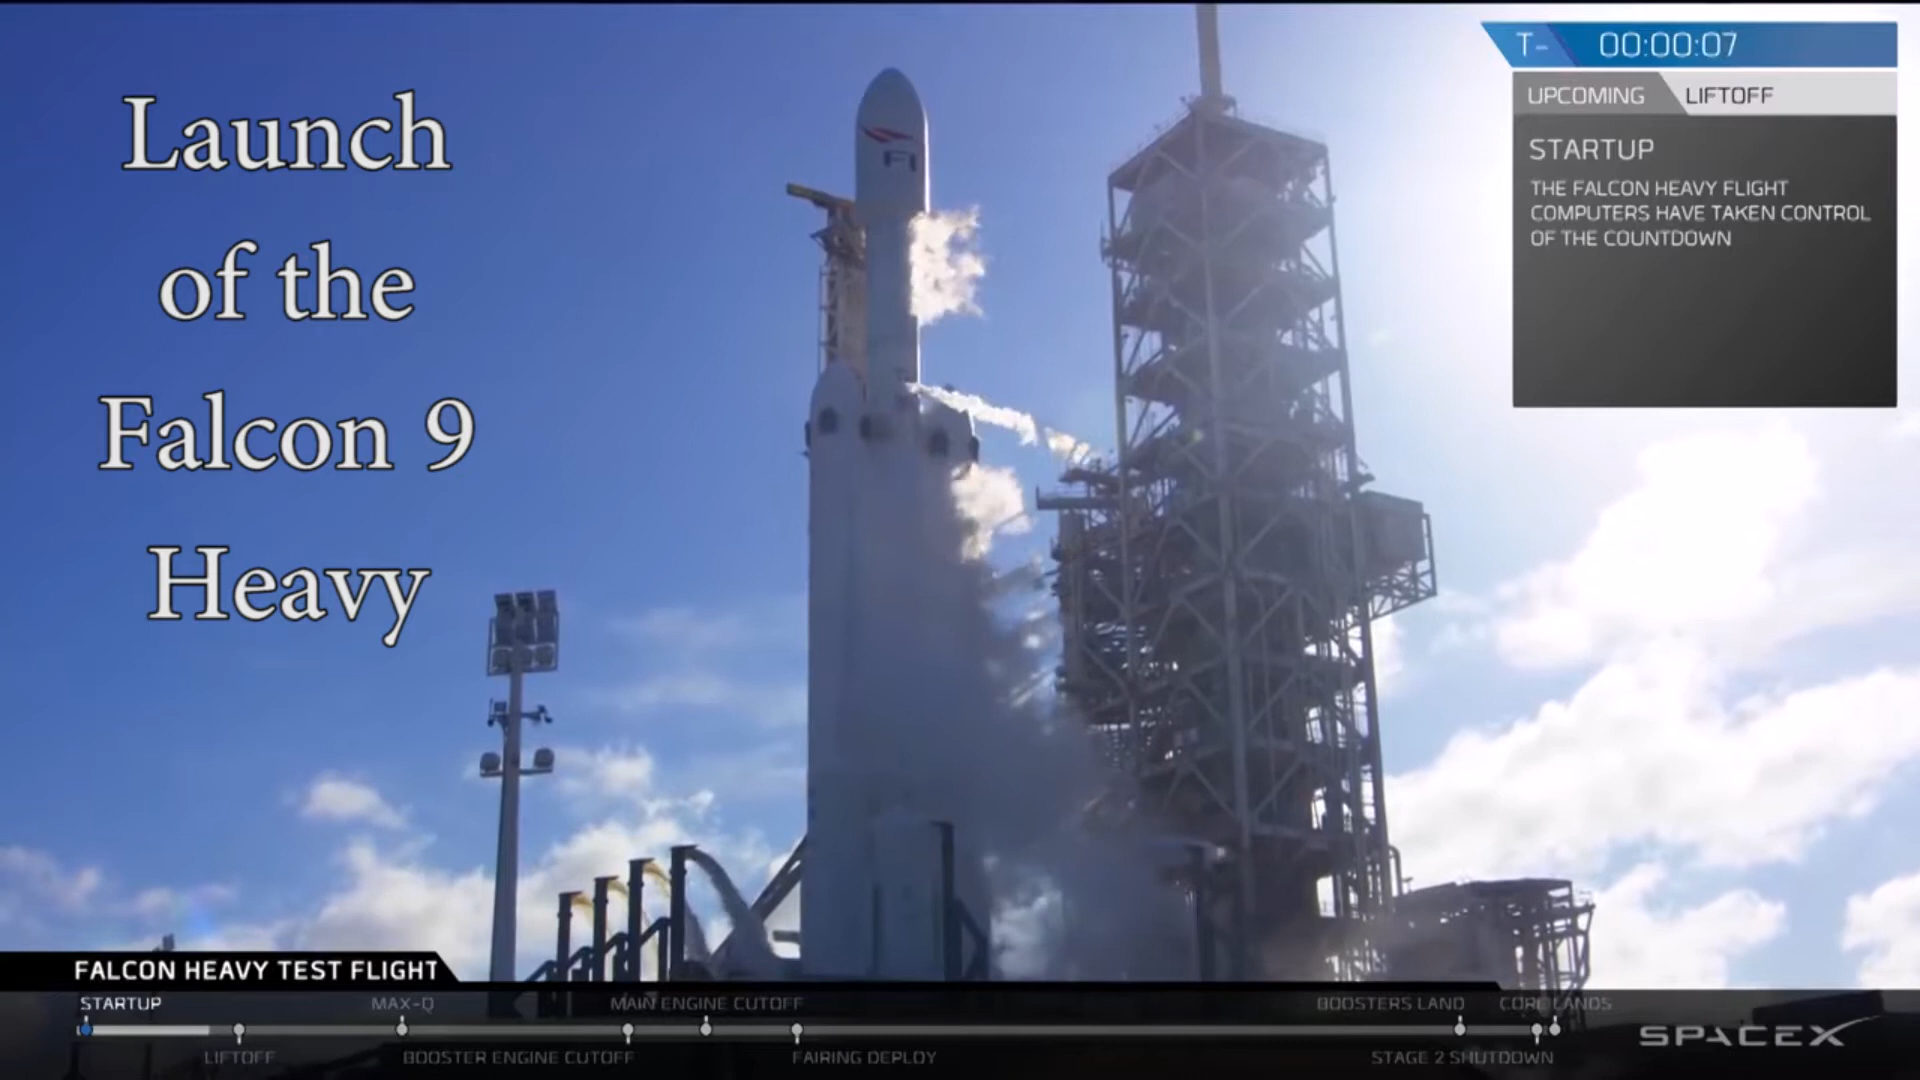 Launch
of the
Falcon 9
Heavy
T- 00:00:07
UPCOMING LIFTOFF
STARTUP
THE FALCON HEAVY FLIGHT
COMPUTERS HAVE TAKEN CONTROL
OF THE COUNTDOWN
FALCON HEAVY TEST FLIGHT
STARTUP MAX-Q MAIN ENGINE CUTOFF BOOSTERS LAND CORE LANDS
LIFTOFF BOOSTER ENGINE CUTOFF FAIRING DEPLOY STAGE 2 SHUTDOWN
SPACEX